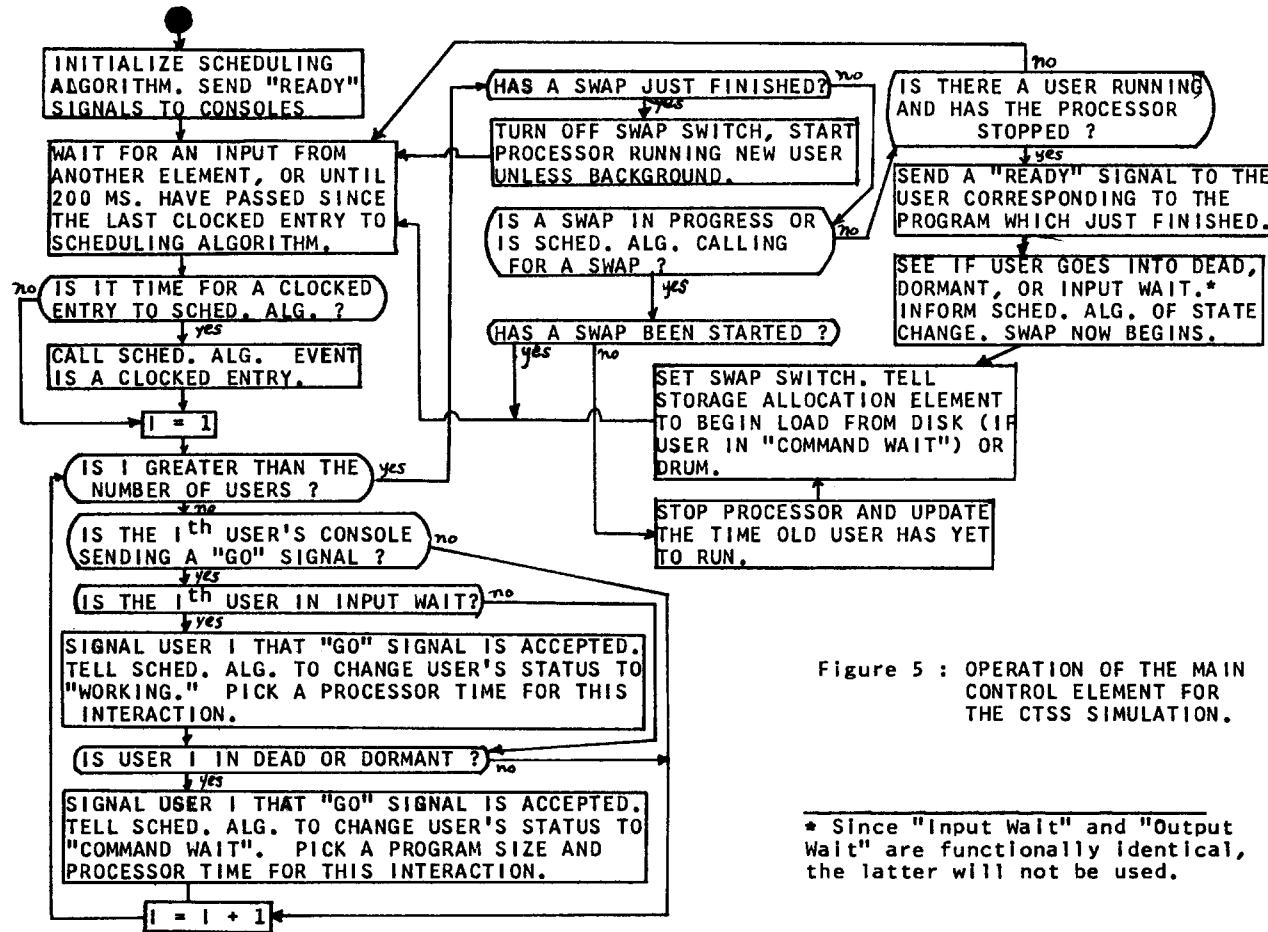 INITIALIZE SCHEDULING
ALGORITHM. SEND "READY"
SIGNALS TO CONSOLES
WAIT FOR AN INPUT FROM
ANOTHER ELEMENT, OR UNTIL
200 MS. HAVE PASSED SINCE
THE LAST CLOCKED ENTRY TO
SCHEDULING ALGORITHM.
no
IS IT TIME FOR A CLOCKED
ENTRY TO SCHED. ALG. ?
yes
CALL SCHED. ALG. EVENT
IS A CLOCKED ENTRY.
I = 1
IS I GREATER THAN THE
NUMBER OF USERS ?
yes
no
IS THE Ith USER'S CONSOLE
SENDING A "GO" SIGNAL ?
no
yes
IS THE Ith USER IN INPUT WAIT?
no
yes
SIGNAL USER I THAT "GO" SIGNAL IS ACCEPTED.
TELL SCHED. ALG. TO CHANGE USER'S STATUS TO
"WORKING." PICK A PROCESSOR TIME FOR THIS
INTERACTION.
IS USER I IN DEAD OR DORMANT ?
no
yes
SIGNAL USER I THAT "GO" SIGNAL IS ACCEPTED.
TELL SCHED. ALG. TO CHANGE USER'S STATUS TO
"COMMAND WAIT". PICK A PROGRAM SIZE AND
PROCESSOR TIME FOR THIS INTERACTION.
I = I + 1
HAS A SWAP JUST FINISHED?
no
yes
TURN OFF SWAP SWITCH, START
PROCESSOR RUNNING NEW USER
UNLESS BACKGROUND.
IS A SWAP IN PROGRESS OR
IS SCHED. ALG. CALLING
FOR A SWAP ?
no
yes
HAS A SWAP BEEN STARTED ?
yes
no
no
IS THERE A USER RUNNING
AND HAS THE PROCESSOR
STOPPED ?
yes
SEND A "READY" SIGNAL TO THE
USER CORRESPONDING TO THE
PROGRAM WHICH JUST FINISHED.
SEE IF USER GOES INTO DEAD,
DORMANT, OR INPUT WAIT.*
INFORM SCHED. ALG. OF STATE
CHANGE. SWAP NOW BEGINS.
SET SWAP SWITCH. TELL
STORAGE ALLOCATION ELEMENT
TO BEGIN LOAD FROM DISK (IF
USER IN "COMMAND WAIT") OR
DRUM.
STOP PROCESSOR AND UPDATE
THE TIME OLD USER HAS YET
TO RUN.
Figure 5 : OPERATION OF THE MAIN
CONTROL ELEMENT FOR
THE CTSS SIMULATION.
* Since "Input Wait" and "Output
Wait" are functionally identical,
the latter will not be used.